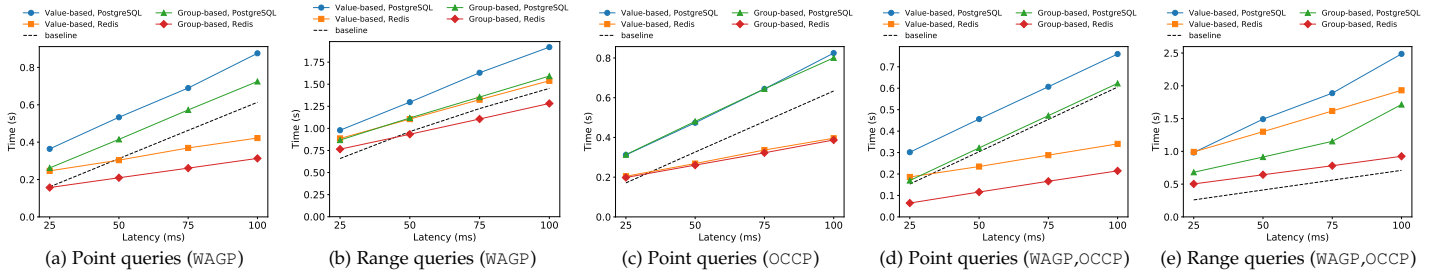 Value-based, PostgreSQL
Value-based, Redis
baseline
Group-based, PostgreSQL
Group-based, Redis
Time (s)
0.8
0.6
0.4
0.2
0.0
25 50 75 100
Latency (ms)
(a) Point queries (WAGP)
Value-based, PostgreSQL
Value-based, Redis
baseline
Group-based, PostgreSQL
Group-based, Redis
Time (s)
1.75
1.50
1.25
1.00
0.75
0.50
0.25
0.00
25 50 75 100
Latency (ms)
(b) Range queries (WAGP)
Value-based, PostgreSQL
Value-based, Redis
baseline
Group-based, PostgreSQL
Group-based, Redis
Time (s)
0.8
0.6
0.4
0.2
0.0
25 50 75 100
Latency (ms)
(c) Point queries (OCCP)
Value-based, PostgreSQL
Value-based, Redis
baseline
Group-based, PostgreSQL
Group-based, Redis
Time (s)
0.7
0.6
0.5
0.4
0.3
0.2
0.1
0.0
25 50 75 100
Latency (ms)
(d) Point queries (WAGP,OCCP)
Value-based, PostgreSQL
Value-based, Redis
baseline
Group-based, PostgreSQL
Group-based, Redis
Time (s)
2.5
2.0
1.5
1.0
0.5
0.0
25 50 75 100
Latency (ms)
(e) Range queries (WAGP,OCCP)